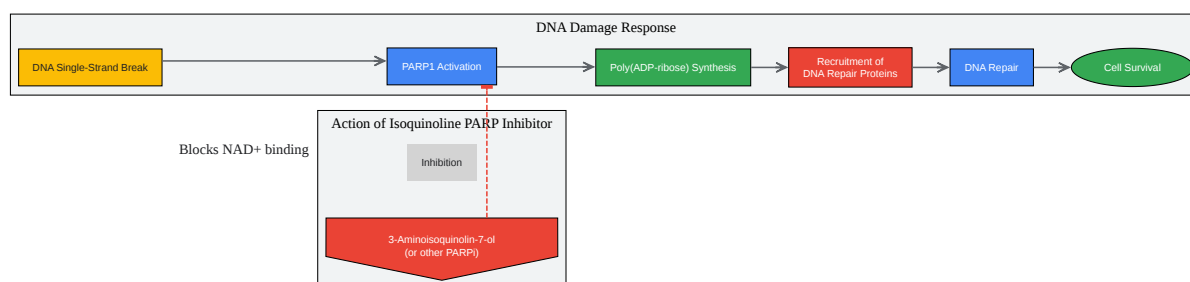 DNA Damage Response
DNA Single-Strand Break
PARP1 Activation
Poly(ADP-ribose) Synthesis
Recruitment of
DNA Repair Proteins
DNA Repair
Cell Survival
Action of Isoquinoline PARP Inhibitor
Blocks NAD+ binding
Inhibition
3-Aminoisoquinolin-7-ol
(or other PARPi)